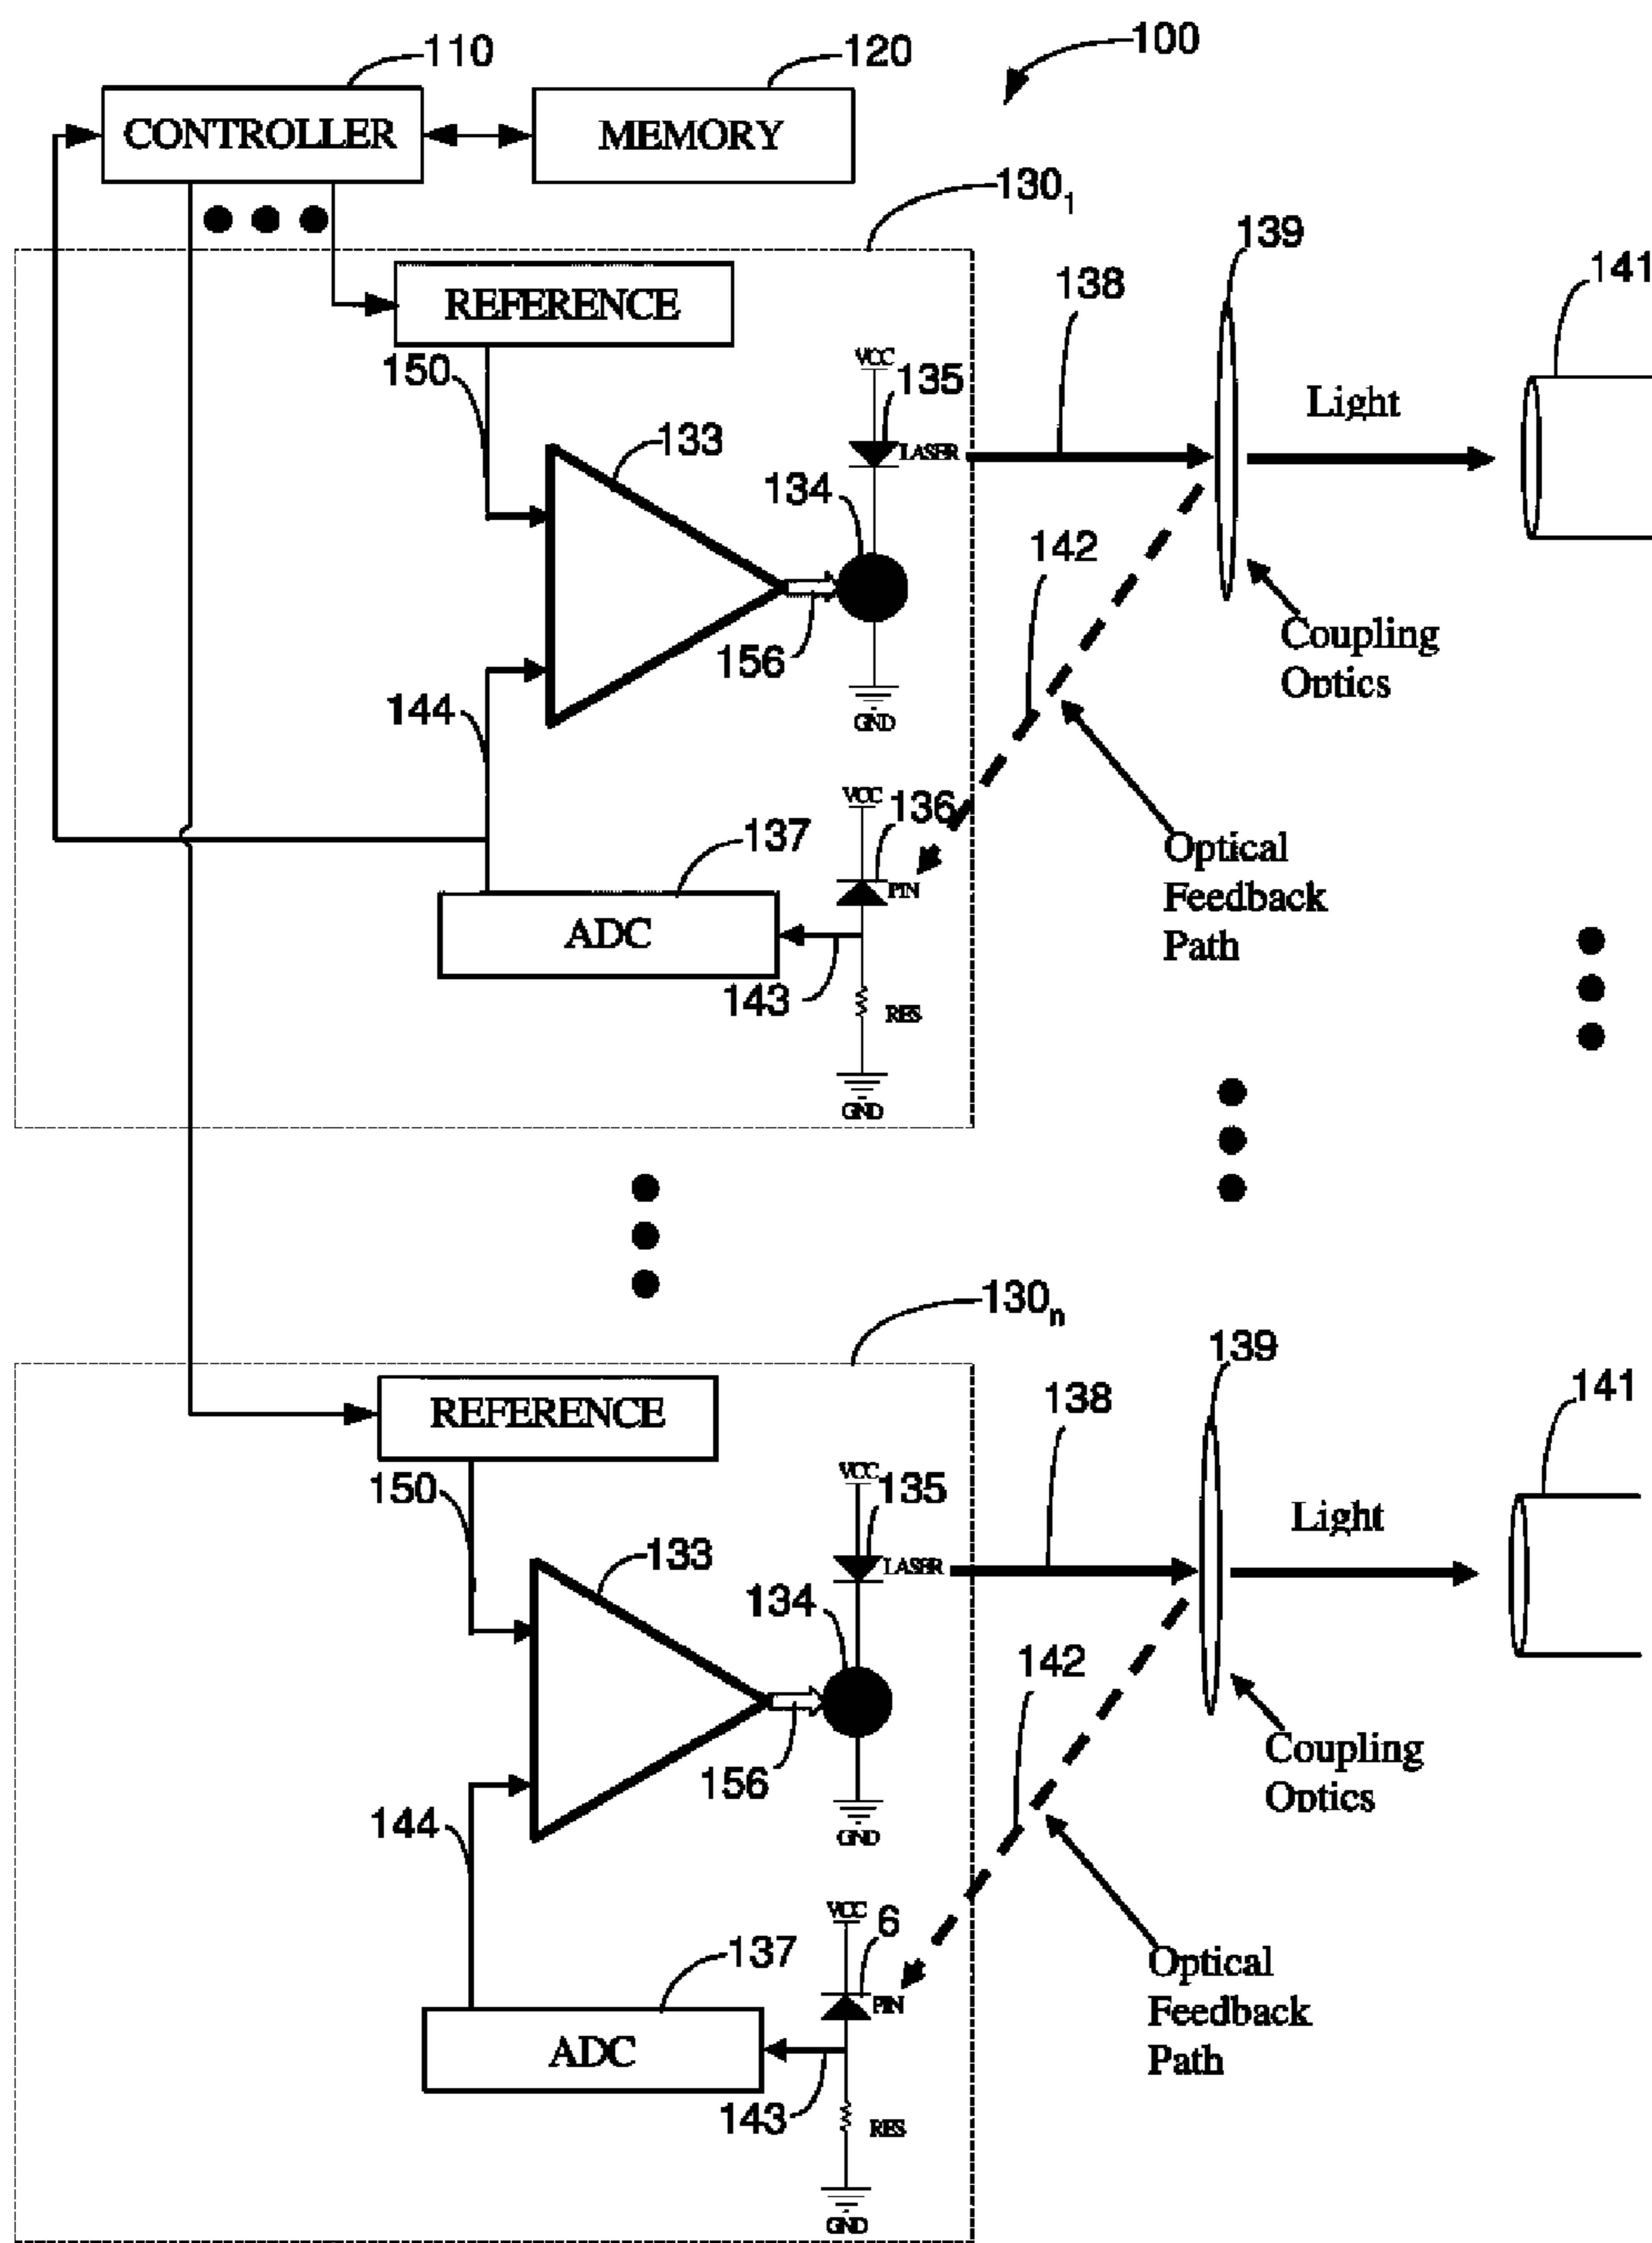 110
120
100
CONTROLLER
MEMORY
130₁
REFERENCE
139
138
141
150
VCC
135
LASER
Light
133
134
142
156
GND
144
Coupling
Optics
VCC
136
137
PIN
ADC
Optical
Feedback
Path
143
RES
GND
130ₙ
REFERENCE
139
138
141
150
VCC
135
LASER
Light
133
134
142
156
GND
144
Coupling
Optics
VCC
6
137
PIN
ADC
Optical
Feedback
Path
143
RES
GND